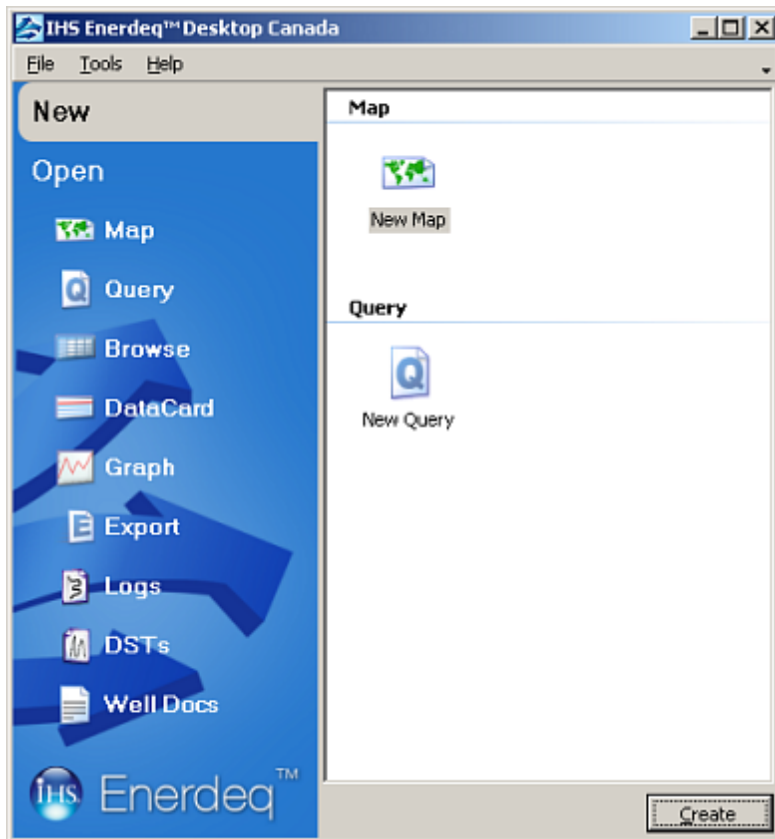 IHS Enerdeq™ Desktop Canada
File Tools Help
New
Open
Map
Query
Browse
DataCard
Graph
Export
Logs
DSTs
Well Docs
IHS Enerdeq™
Map
New Map
Query
New Query
Create